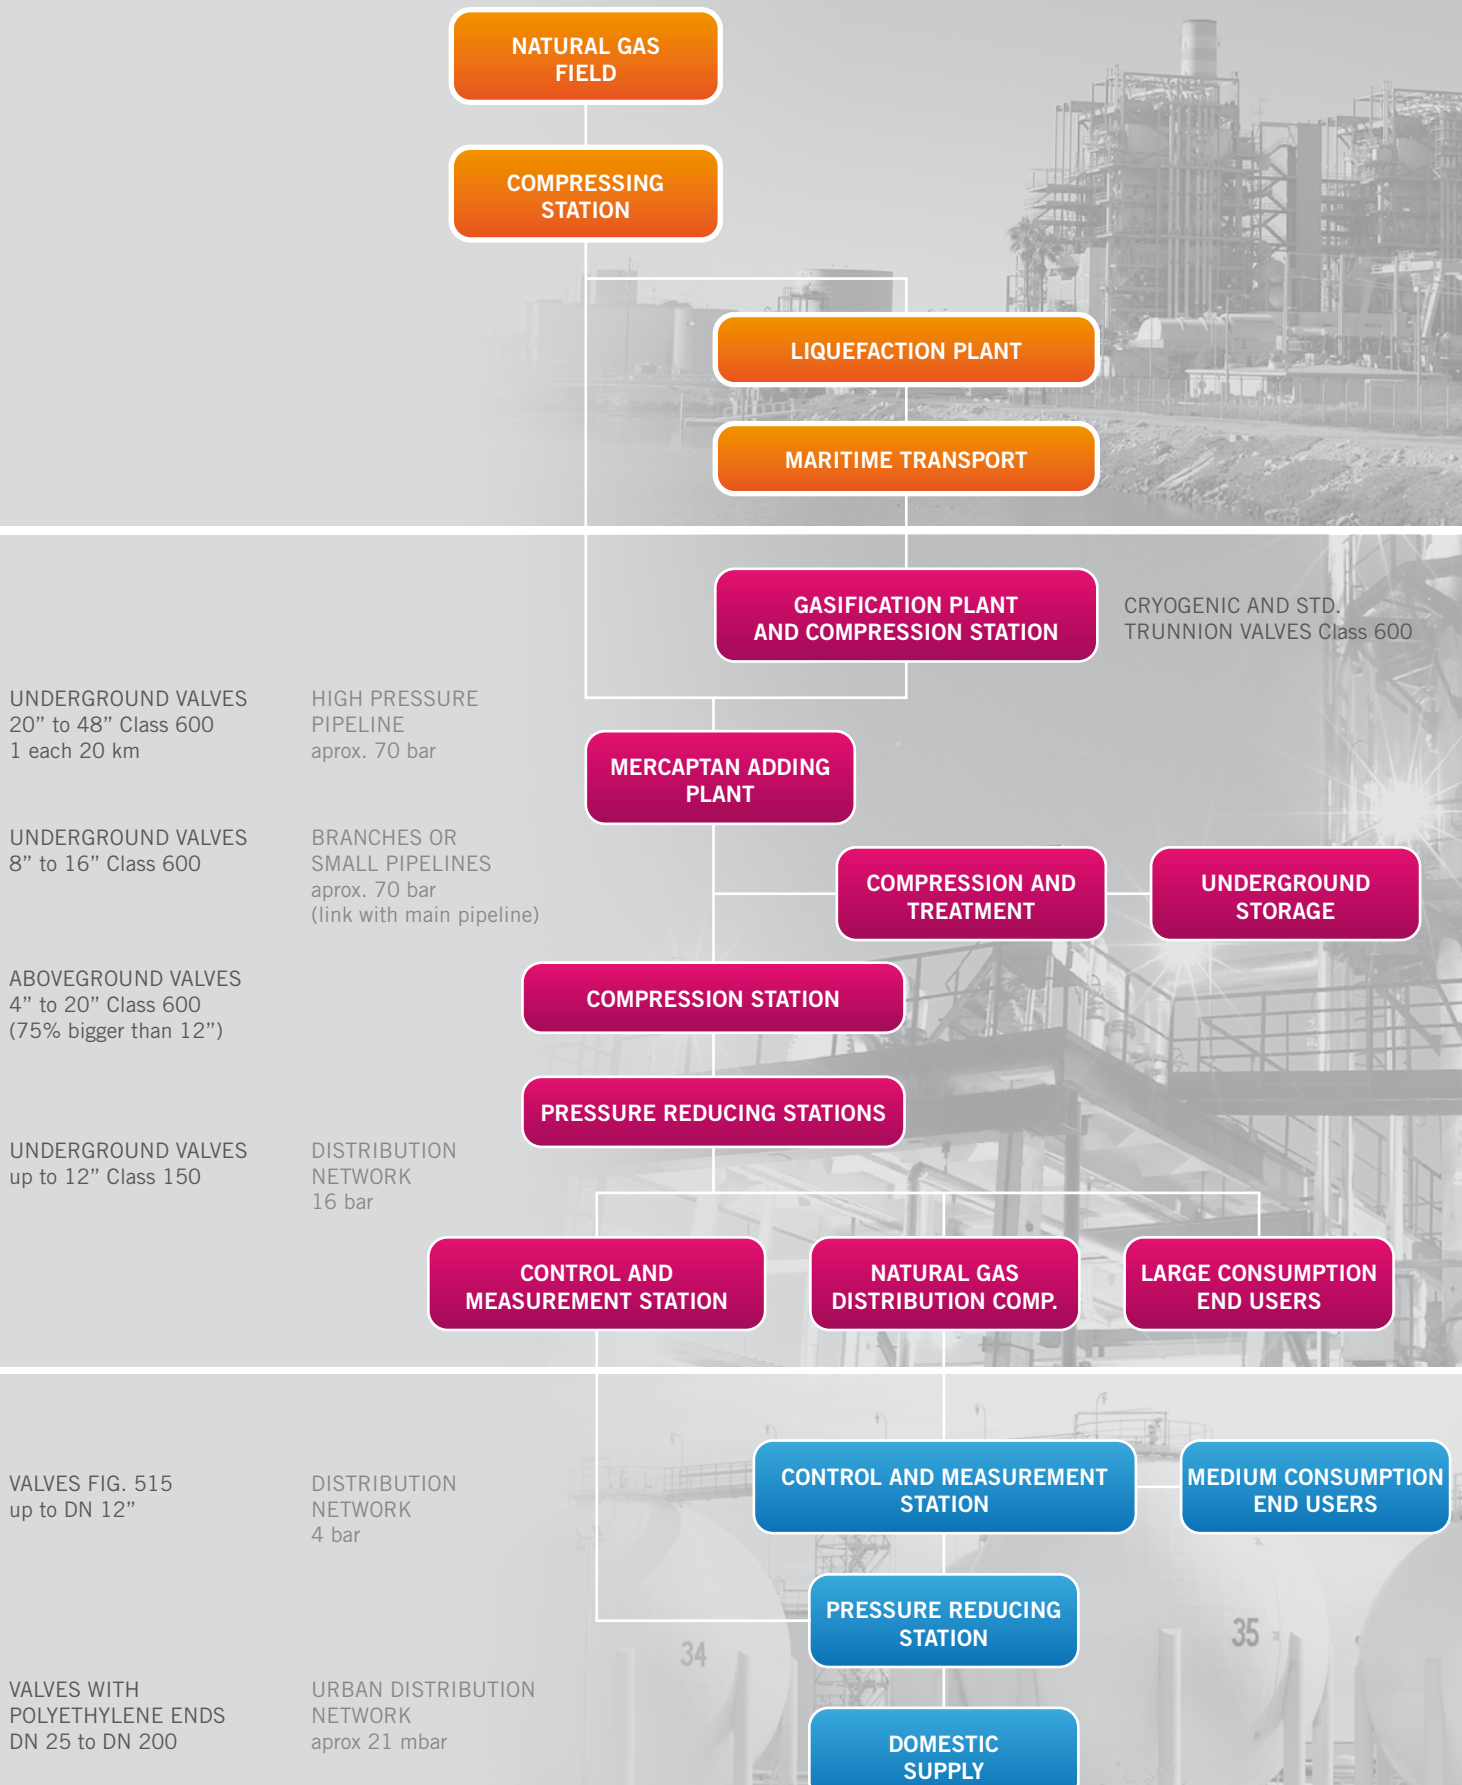 NATURAL GAS
FIELD
COMPRESSING
STATION
LIQUEFACTION PLANT
MARITIME TRANSPORT
GASIFICATION PLANT
AND COMPRESSION STATION
CRYOGENIC AND STD.
TRUNNION VALVES Class 600
UNDERGROUND VALVES
20” to 48” Class 600
1 each 20 km
HIGH PRESSURE
PIPELINE
aprox. 70 bar
MERCAPTAN ADDING
PLANT
UNDERGROUND VALVES
8” to 16” Class 600
BRANCHES OR
SMALL PIPELINES
aprox. 70 bar
(link with main pipeline)
COMPRESSION AND
TREATMENT
UNDERGROUND
STORAGE
ABOVEGROUND VALVES
4” to 20” Class 600
(75% bigger than 12”)
COMPRESSION STATION
PRESSURE REDUCING STATIONS
UNDERGROUND VALVES
up to 12” Class 150
DISTRIBUTION
NETWORK
16 bar
CONTROL AND
MEASUREMENT STATION
NATURAL GAS
DISTRIBUTION COMP.
LARGE CONSUMPTION
END USERS
VALVES FIG. 515
up to DN 12”
DISTRIBUTION
NETWORK
4 bar
CONTROL AND MEASUREMENT
STATION
MEDIUM CONSUMPTION
END USERS
PRESSURE REDUCING
STATION
34
35
VALVES WITH
POLYETHYLENE ENDS
DN 25 to DN 200
URBAN DISTRIBUTION
NETWORK
aprox 21 mbar
DOMESTIC
SUPPLY